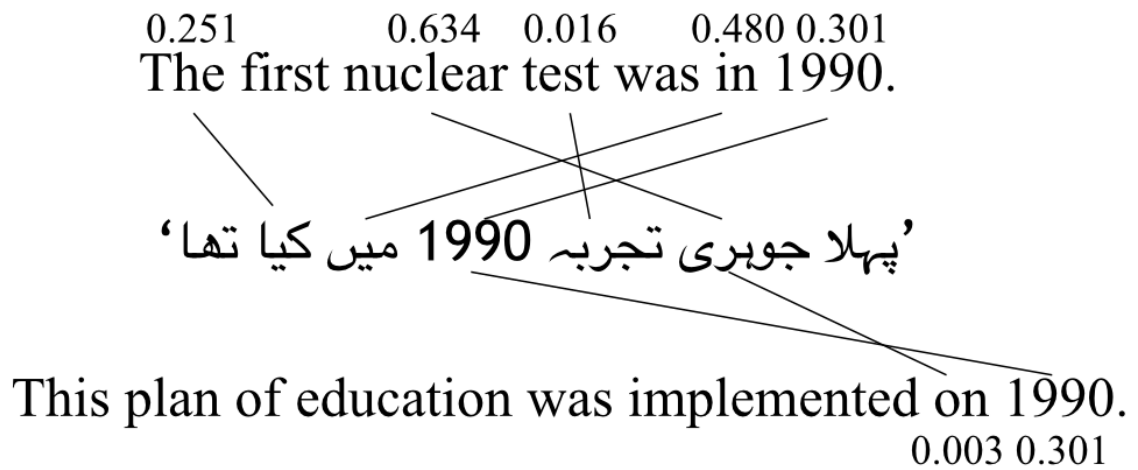 0.251 0.634 0.016 0.480 0.301
The first nuclear test was in 1990.
’پہلا جوہری تجربہ 1990 میں کیا تھا‘
This plan of education was implemented on 1990.
0.003 0.301